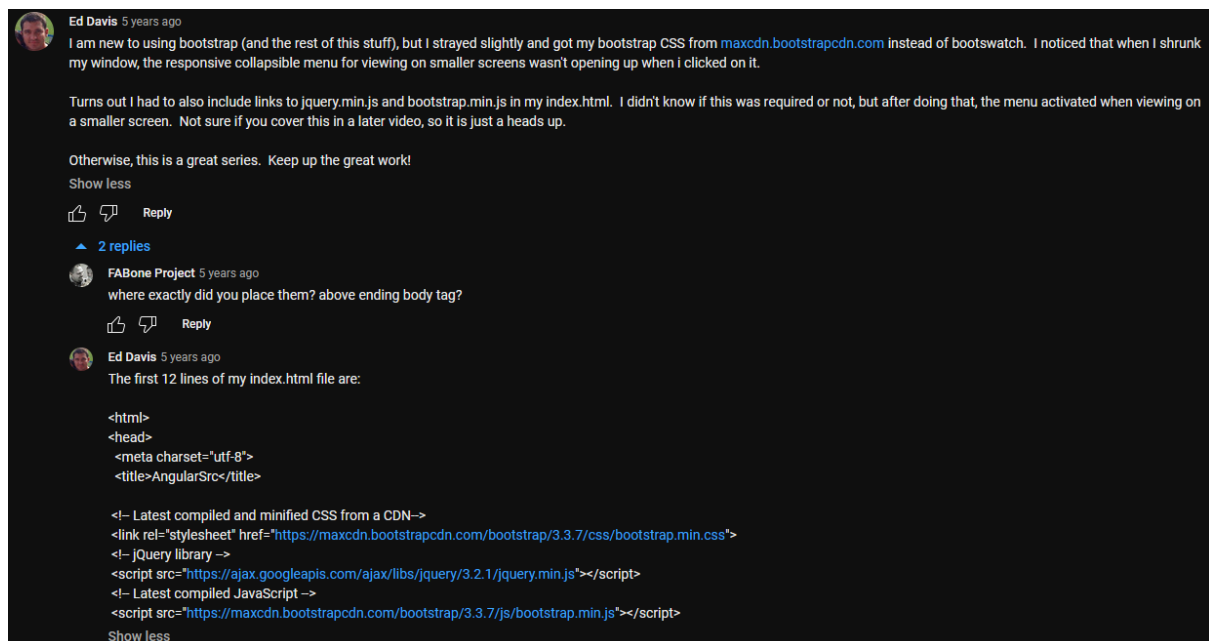 Ed Davis 5 years ago
I am new to using bootstrap (and the rest of this stuff), but I strayed slightly and got my bootstrap CSS from maxcdn.bootstrapcdn.com instead of bootswatch.  I noticed that when I shrunk
my window, the responsive collapsible menu for viewing on smaller screens wasn't opening up when i clicked on it.
Turns out I had to also include links to jquery.min.js and bootstrap.min.js in my index.html.  I didn't know if this was required or not, but after doing that, the menu activated when viewing on
a smaller screen.  Not sure if you cover this in a later video, so it is just a heads up.
Otherwise, this is a great series.  Keep up the great work!
Show less
Reply
2 replies
FABone Project 5 years ago
where exactly did you place them? above ending body tag?
Reply
Ed Davis 5 years ago
The first 12 lines of my index.html file are:
<html>
<head>
<meta charset="utf-8">
<title>AngularSrc</title>
<!-- Latest compiled and minified CSS from a CDN-->
<link rel="stylesheet" href="https://maxcdn.bootstrapcdn.com/bootstrap/3.3.7/css/bootstrap.min.css">
<!-- jQuery library -->
<script src="https://ajax.googleapis.com/ajax/libs/jquery/3.2.1/jquery.min.js"></script>
<!-- Latest compiled JavaScript -->
<script src="https://maxcdn.bootstrapcdn.com/bootstrap/3.3.7/js/bootstrap.min.js"></script>
Show less